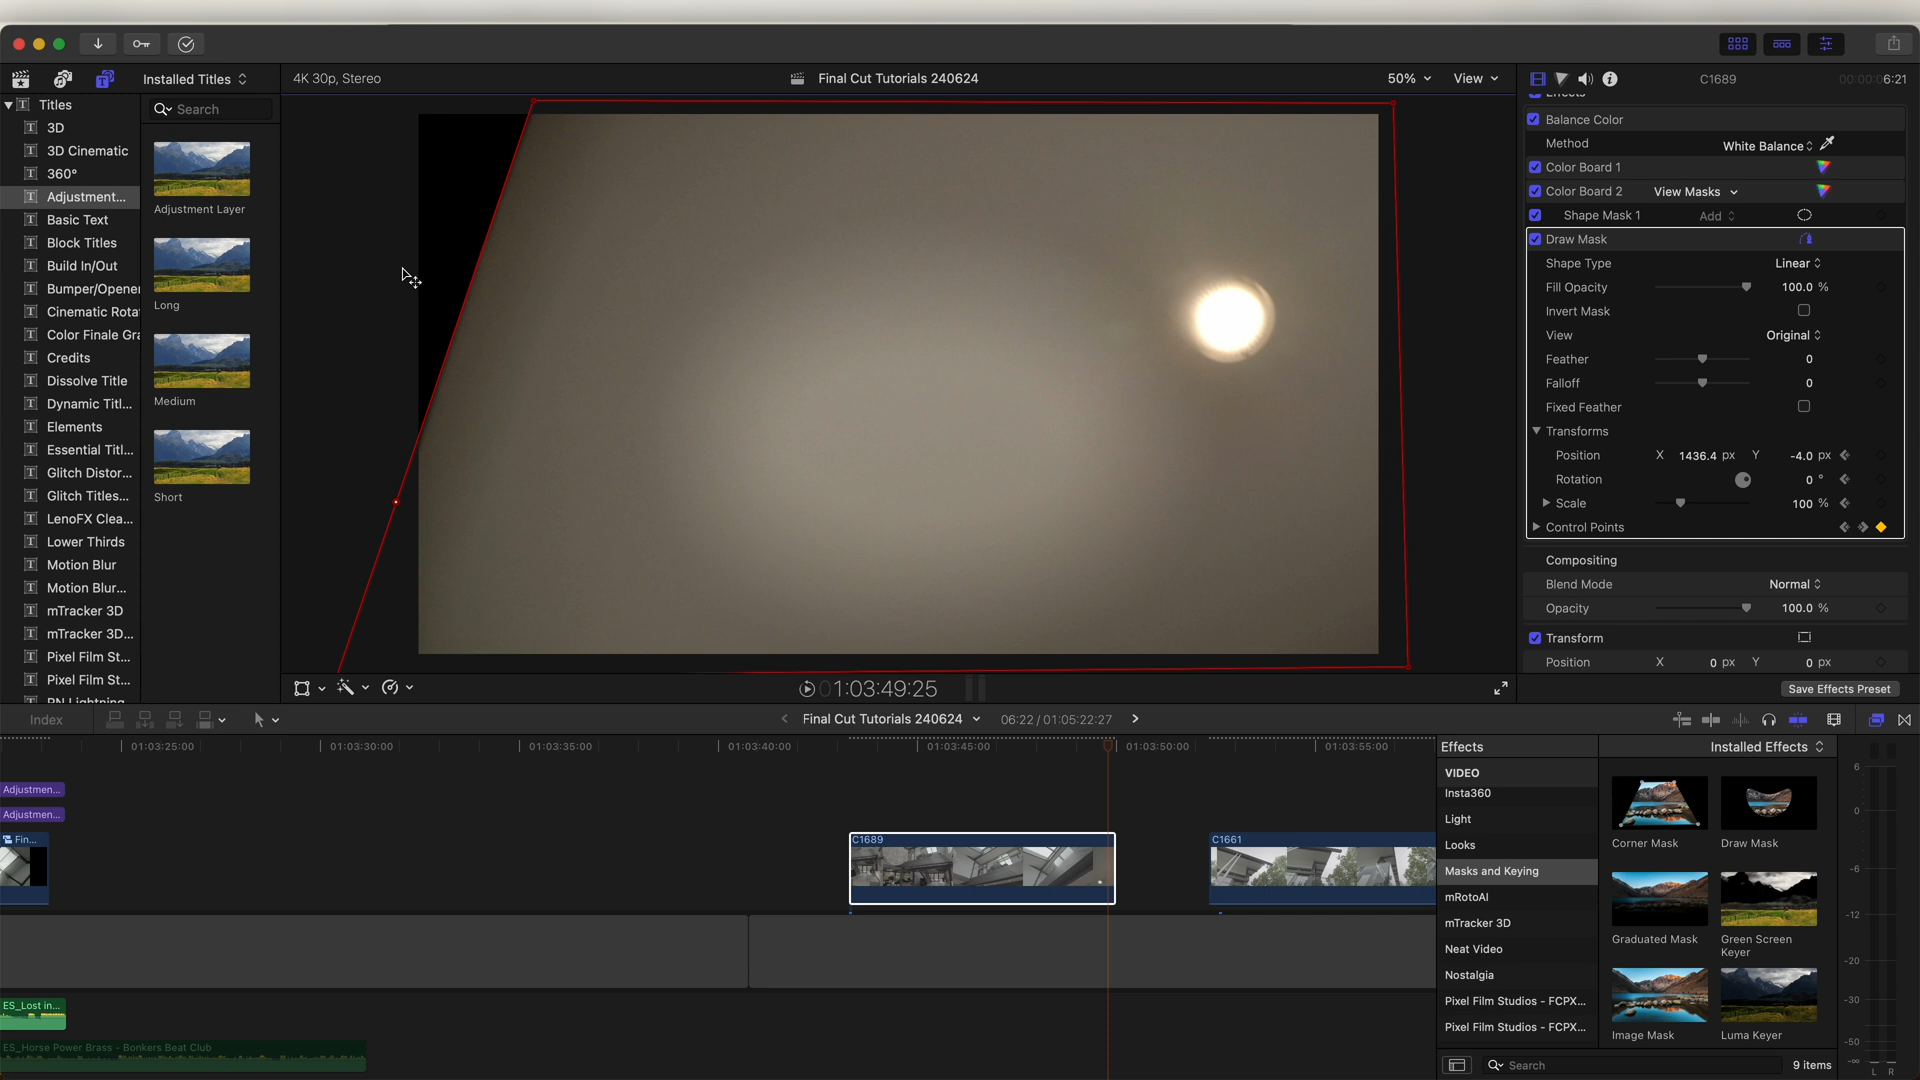 Installed Titles
4K 30p, Stereo
Final Cut Tutorials 240624
50%
View
C1689
00:00:06:21
Titles
Search
3D
3D Cinematic
360°
Adjustment...
Basic Text
Block Titles
Build In/Out
Bumper/Opener
Cinematic Rota
Color Finale Gra
Credits
Dissolve Title
Dynamic Titl...
Elements
Essential Titl...
Glitch Distor...
Glitch Titles...
LenoFX Clea...
Lower Thirds
Motion Blur
Motion Blur...
mTracker 3D
mTracker 3D...
Pixel Film St...
Pixel Film St...
Adjustment Layer
Long
Medium
Short
Effects
Balance Color
Method
White Balance
Color Board 1
Color Board 2
View Masks
Shape Mask 1
Add
Draw Mask
Shape Type
Linear
Fill Opacity
100.0 %
Invert Mask
View
Original
Feather
0
Falloff
0
Fixed Feather
Transforms
Position
X 1436.4 px Y -4.0 px
Rotation
0 °
Scale
100 %
Control Points
Compositing
Blend Mode
Normal
Opacity
100.0 %
Transform
Position
X 0 px Y 0 px
Save Effects Preset
01:03:49:25
Index
Final Cut Tutorials 240624
06:22 / 01:05:22:27
01:03:25:00
01:03:30:00
01:03:35:00
01:03:40:00
01:03:45:00
01:03:50:00
01:03:55:00
Adjustmen...
Adjustmen...
Fin...
C1689
C1661
ES_Lost in...
ES_Horse Power Brass - Bonkers Beat Club
Effects
Installed Effects
VIDEO
Insta360
Light
Looks
Masks and Keying
mRotoAI
mTracker 3D
Neat Video
Nostalgia
Pixel Film Studios - FCPX...
Pixel Film Studios - FCPX...
Corner Mask
Draw Mask
Graduated Mask
Green Screen
Keyer
Image Mask
Luma Keyer
Search
9 items
6
0
-6
-12
-20
-30
-50
-∞
L R